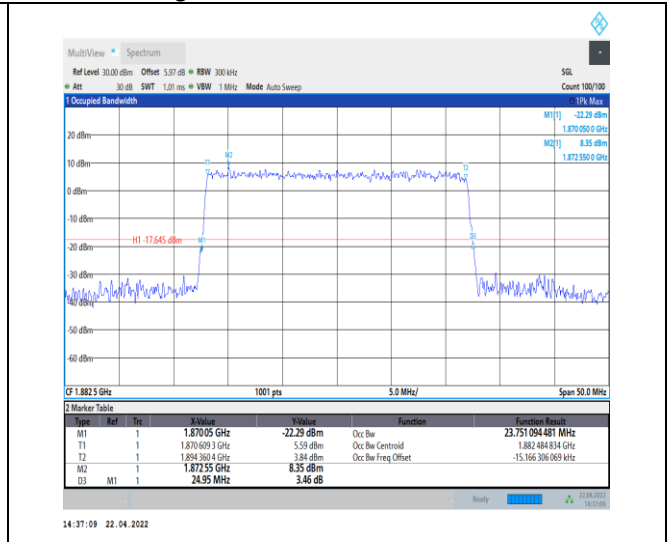 MultiView Spectrum
Ref Level 30.00 dBm Offset 5.97 dB RBW 300 kHz SGL
Att 30 dB SWT 1.01 ms VBW 1 MHz Mode Auto Sweep Count 100/100
1 Occupied Bandwidth 1Pk Max
M1[1] -22.29 dBm
1.870 050 0 GHz
M2[1] 8.35 dBm
1.872 550 0 GHz
20 dBm
M2
T1
T2
10 dBm
0 dBm
-10 dBm
H1 -17.645 dBm
M1
D3
-20 dBm
-30 dBm
-40 dBm
-50 dBm
-60 dBm
CF 1.882 5 GHz 1001 pts 5.0 MHz/ Span 50.0 MHz
2 Marker Table
Type Ref Trc X-Value Y-Value Function Function Result
M1 1 1.87005 GHz -22.29 dBm Occ Bw 23.751 094 481 MHz
T1 1 1.870 609 3 GHz 5.59 dBm Occ Bw Centroid 1.882 484 834 GHz
T2 1 1.894 360 4 GHz 3.84 dBm Occ Bw Freq Offset -15.166 306 069 kHz
M2 1 1.87255 GHz 8.35 dBm
D3 M1 1 24.95 MHz 3.46 dB
Ready 22.04.2022
14:37:09
14:37:09 22.04.2022